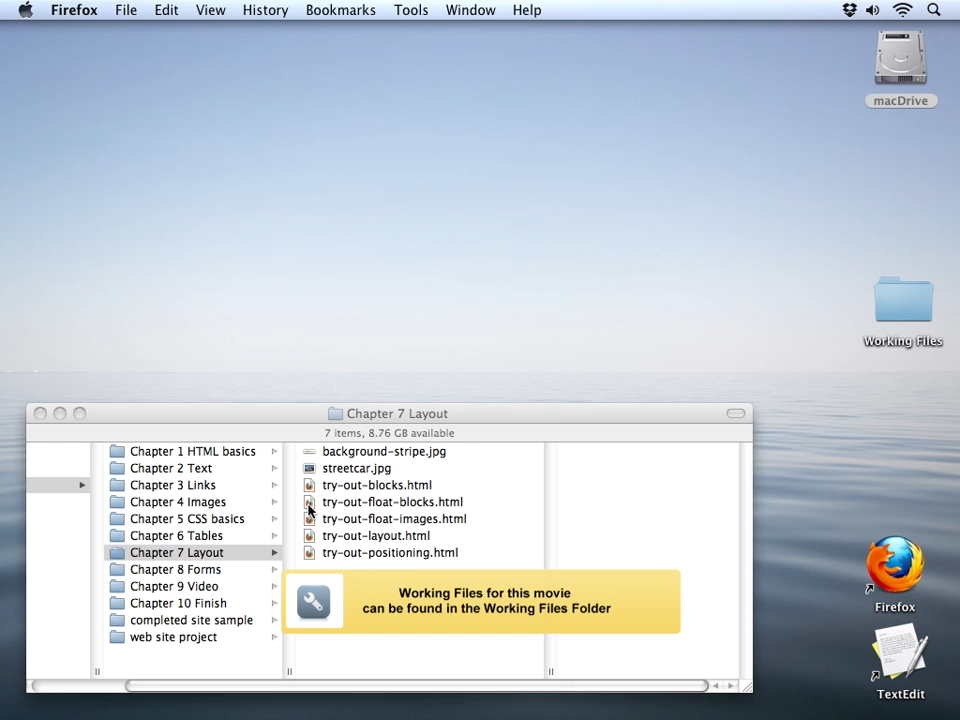 Firefox File Edit View History Bookmarks Tools Window Help
macDrive
Working Files
Chapter 7 Layout
7 items, 8.76 GB available
Chapter 1 HTML basics
Chapter 2 Text
Chapter 3 Links
Chapter 4 Images
Chapter 5 CSS basics
Chapter 6 Tables
Chapter 7 Layout
Chapter 8 Forms
Chapter 9 Video
Chapter 10 Finish
completed site sample
web site project
background-stripe.jpg
streetcar.jpg
try-out-blocks.html
try-out-float-blocks.html
try-out-float-images.html
try-out-layout.html
try-out-positioning.html
Working Files for this movie
can be found in the Working Files Folder
Firefox
TextEdit